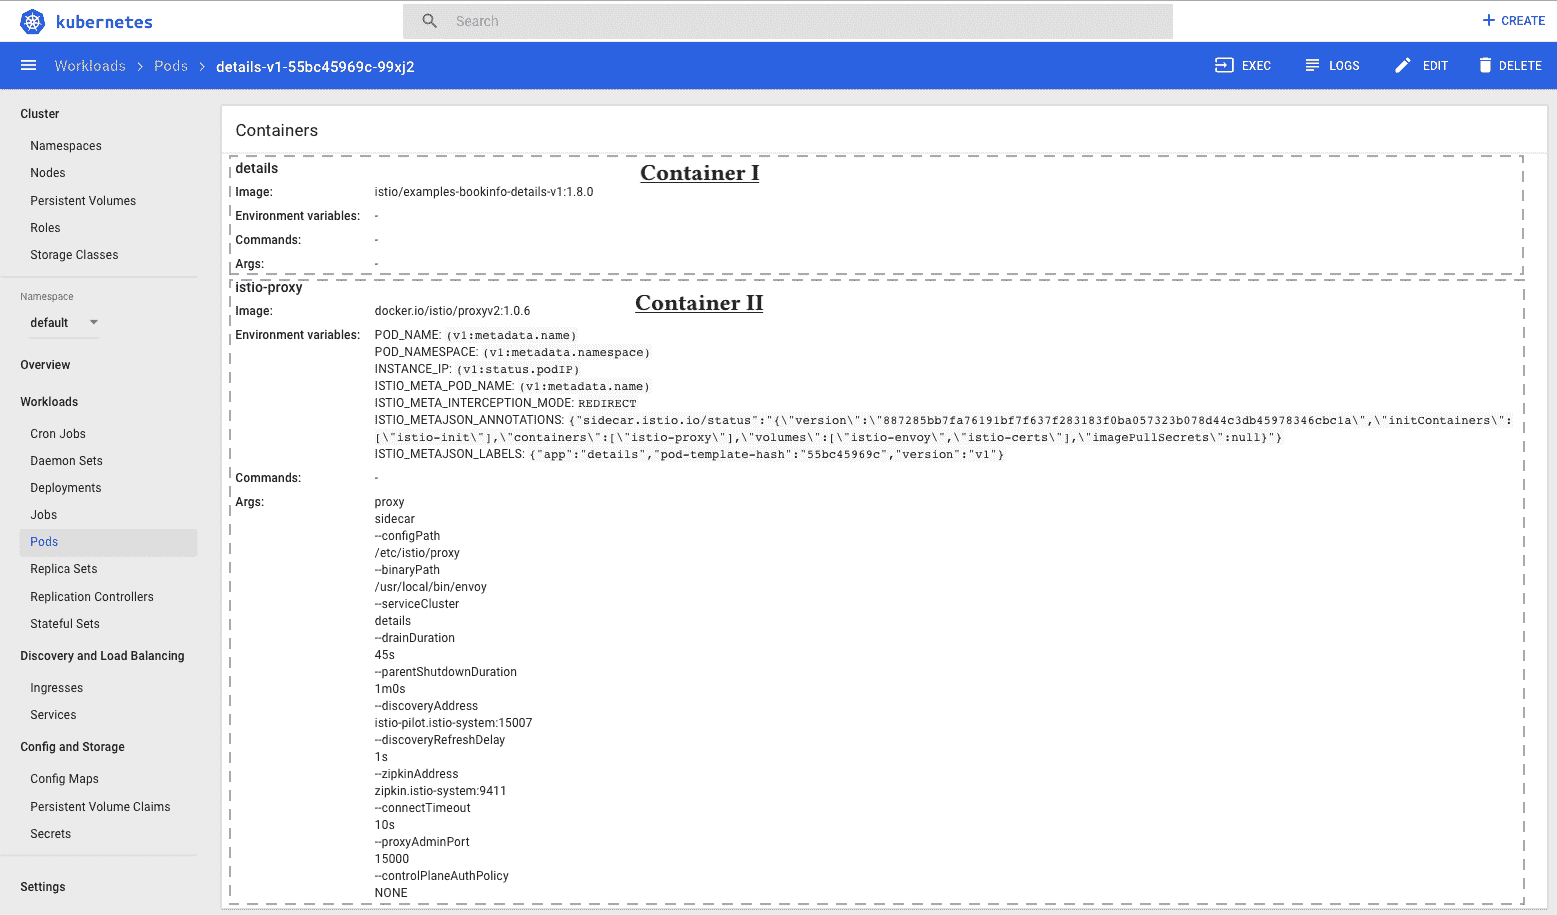 kubernetes
Search
CREATE
Workloads > Pods > details-v1-55bc45969c-99xj2
EXEC
LOGS
EDIT
DELETE
Cluster
Namespaces
Nodes
Persistent Volumes
Roles
Storage Classes
Namespace
default
Overview
Workloads
Cron Jobs
Daemon Sets
Deployments
Jobs
Pods
Replica Sets
Replication Controllers
Stateful Sets
Discovery and Load Balancing
Ingresses
Services
Config and Storage
Config Maps
Persistent Volume Claims
Secrets
Settings
Containers
details
Container I
Image: istio/examples-bookinfo-details-v1:1.8.0
Environment variables: -
Commands: -
Args: -
istio-proxy
Container II
Image: docker.io/istio/proxyv2:1.0.6
Environment variables: POD_NAME: (v1:metadata.name)
POD_NAMESPACE: (v1:metadata.namespace)
INSTANCE_IP: (v1:status.podIP)
ISTIO_META_POD_NAME: (v1:metadata.name)
ISTIO_META_INTERCEPTION_MODE: REDIRECT
ISTIO_METAJSON_ANNOTATIONS: {"sidecar.istio.io/status":"{\"version\":\"887285bb7fa76191bf7f637f283183f0ba057323b078d44c3db45978346cbc1a\",\"initContainers\":
[\"istio-init\"],\"containers\":[\"istio-proxy\"],\"volumes\":[\"istio-envoy\",\"istio-certs\"],\"imagePullSecrets\":null}"}
ISTIO_METAJSON_LABELS: {"app":"details","pod-template-hash":"55bc45969c","version":"v1"}
Commands: -
Args: proxy
sidecar
--configPath
/etc/istio/proxy
--binaryPath
/usr/local/bin/envoy
--serviceCluster
details
--drainDuration
45s
--parentShutdownDuration
1m0s
--discoveryAddress
istio-pilot.istio-system:15007
--discoveryRefreshDelay
1s
--zipkinAddress
zipkin.istio-system:9411
--connectTimeout
10s
--proxyAdminPort
15000
--controlPlaneAuthPolicy
NONE